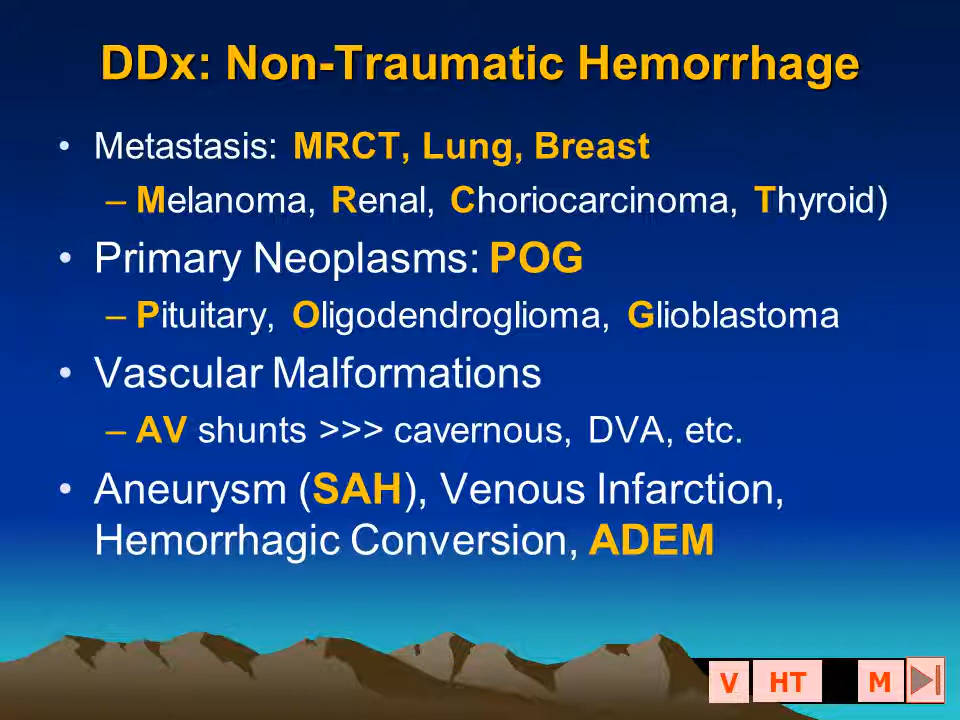 DDx: Non-Traumatic Hemorrhage
• Metastasis: MRCT, Lung, Breast
– Melanoma, Renal, Choriocarcinoma, Thyroid)
• Primary Neoplasms: POG
– Pituitary, Oligodendroglioma, Glioblastoma
• Vascular Malformations
– AV shunts >>> cavernous, DVA, etc.
• Aneurysm (SAH), Venous Infarction,
Hemorrhagic Conversion, ADEM
V HT M